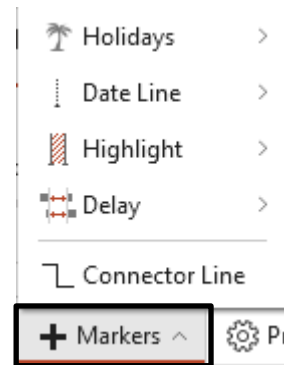 Holidays
Date Line
Highlight
Delay
Connector Line
Markers